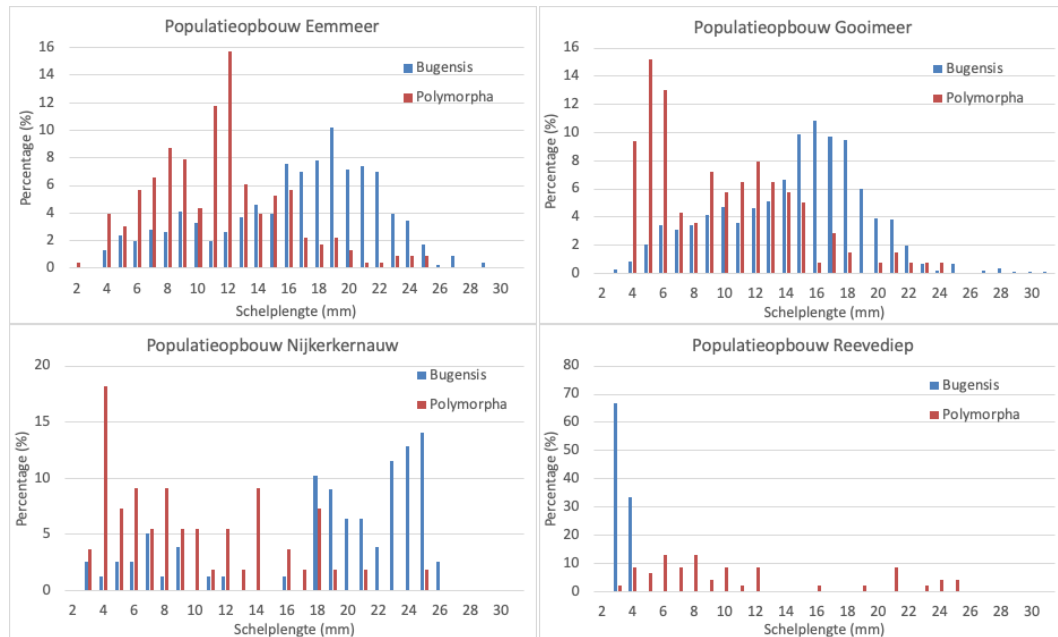 Populatieopbouw Eemmeer
16
14
12
10
8
6
4
2
0
Percentage (%)
Bugensis
Polymorpha
2 4 6 8 10 12 14 16 18 20 22 24 26 28 30
Schelplengte (mm)
Populatieopbouw Gooimeer
16
14
12
10
8
6
4
2
0
Percentage (%)
Bugensis
Polymorpha
2 4 6 8 10 12 14 16 18 20 22 24 26 28 30
Schelplengte (mm)
Populatieopbouw Nijkerkernauw
20
15
10
5
0
Percentage (%)
Bugensis
Polymorpha
2 4 6 8 10 12 14 16 18 20 22 24 26 28 30
Schelplengte (mm)
Populatieopbouw Reevediep
80
70
60
50
40
30
20
10
0
Percentage (%)
Bugensis
Polymorpha
2 4 6 8 10 12 14 16 18 20 22 24 26 28 30
Schelplengte (mm)